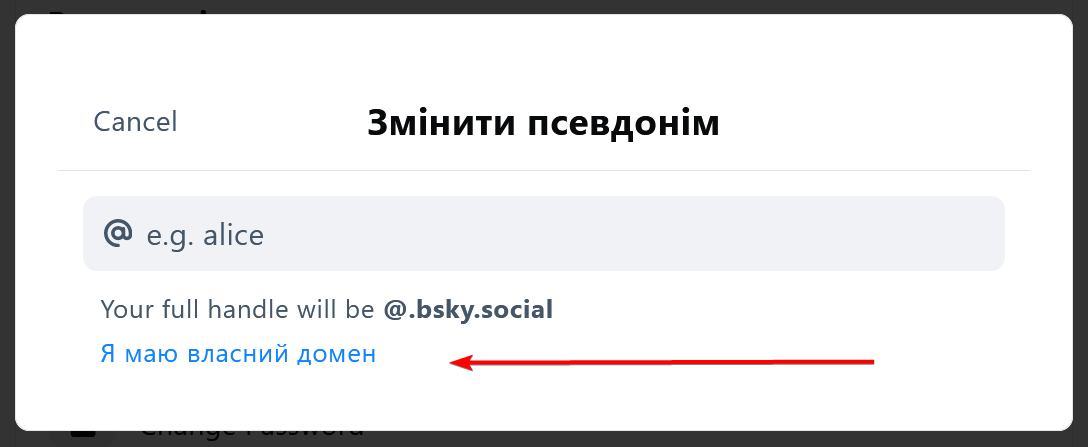 Cancel
Змінити псевдонім
@ e.g. alice
Your full handle will be @.bsky.social
Я маю власний домен
Change Password